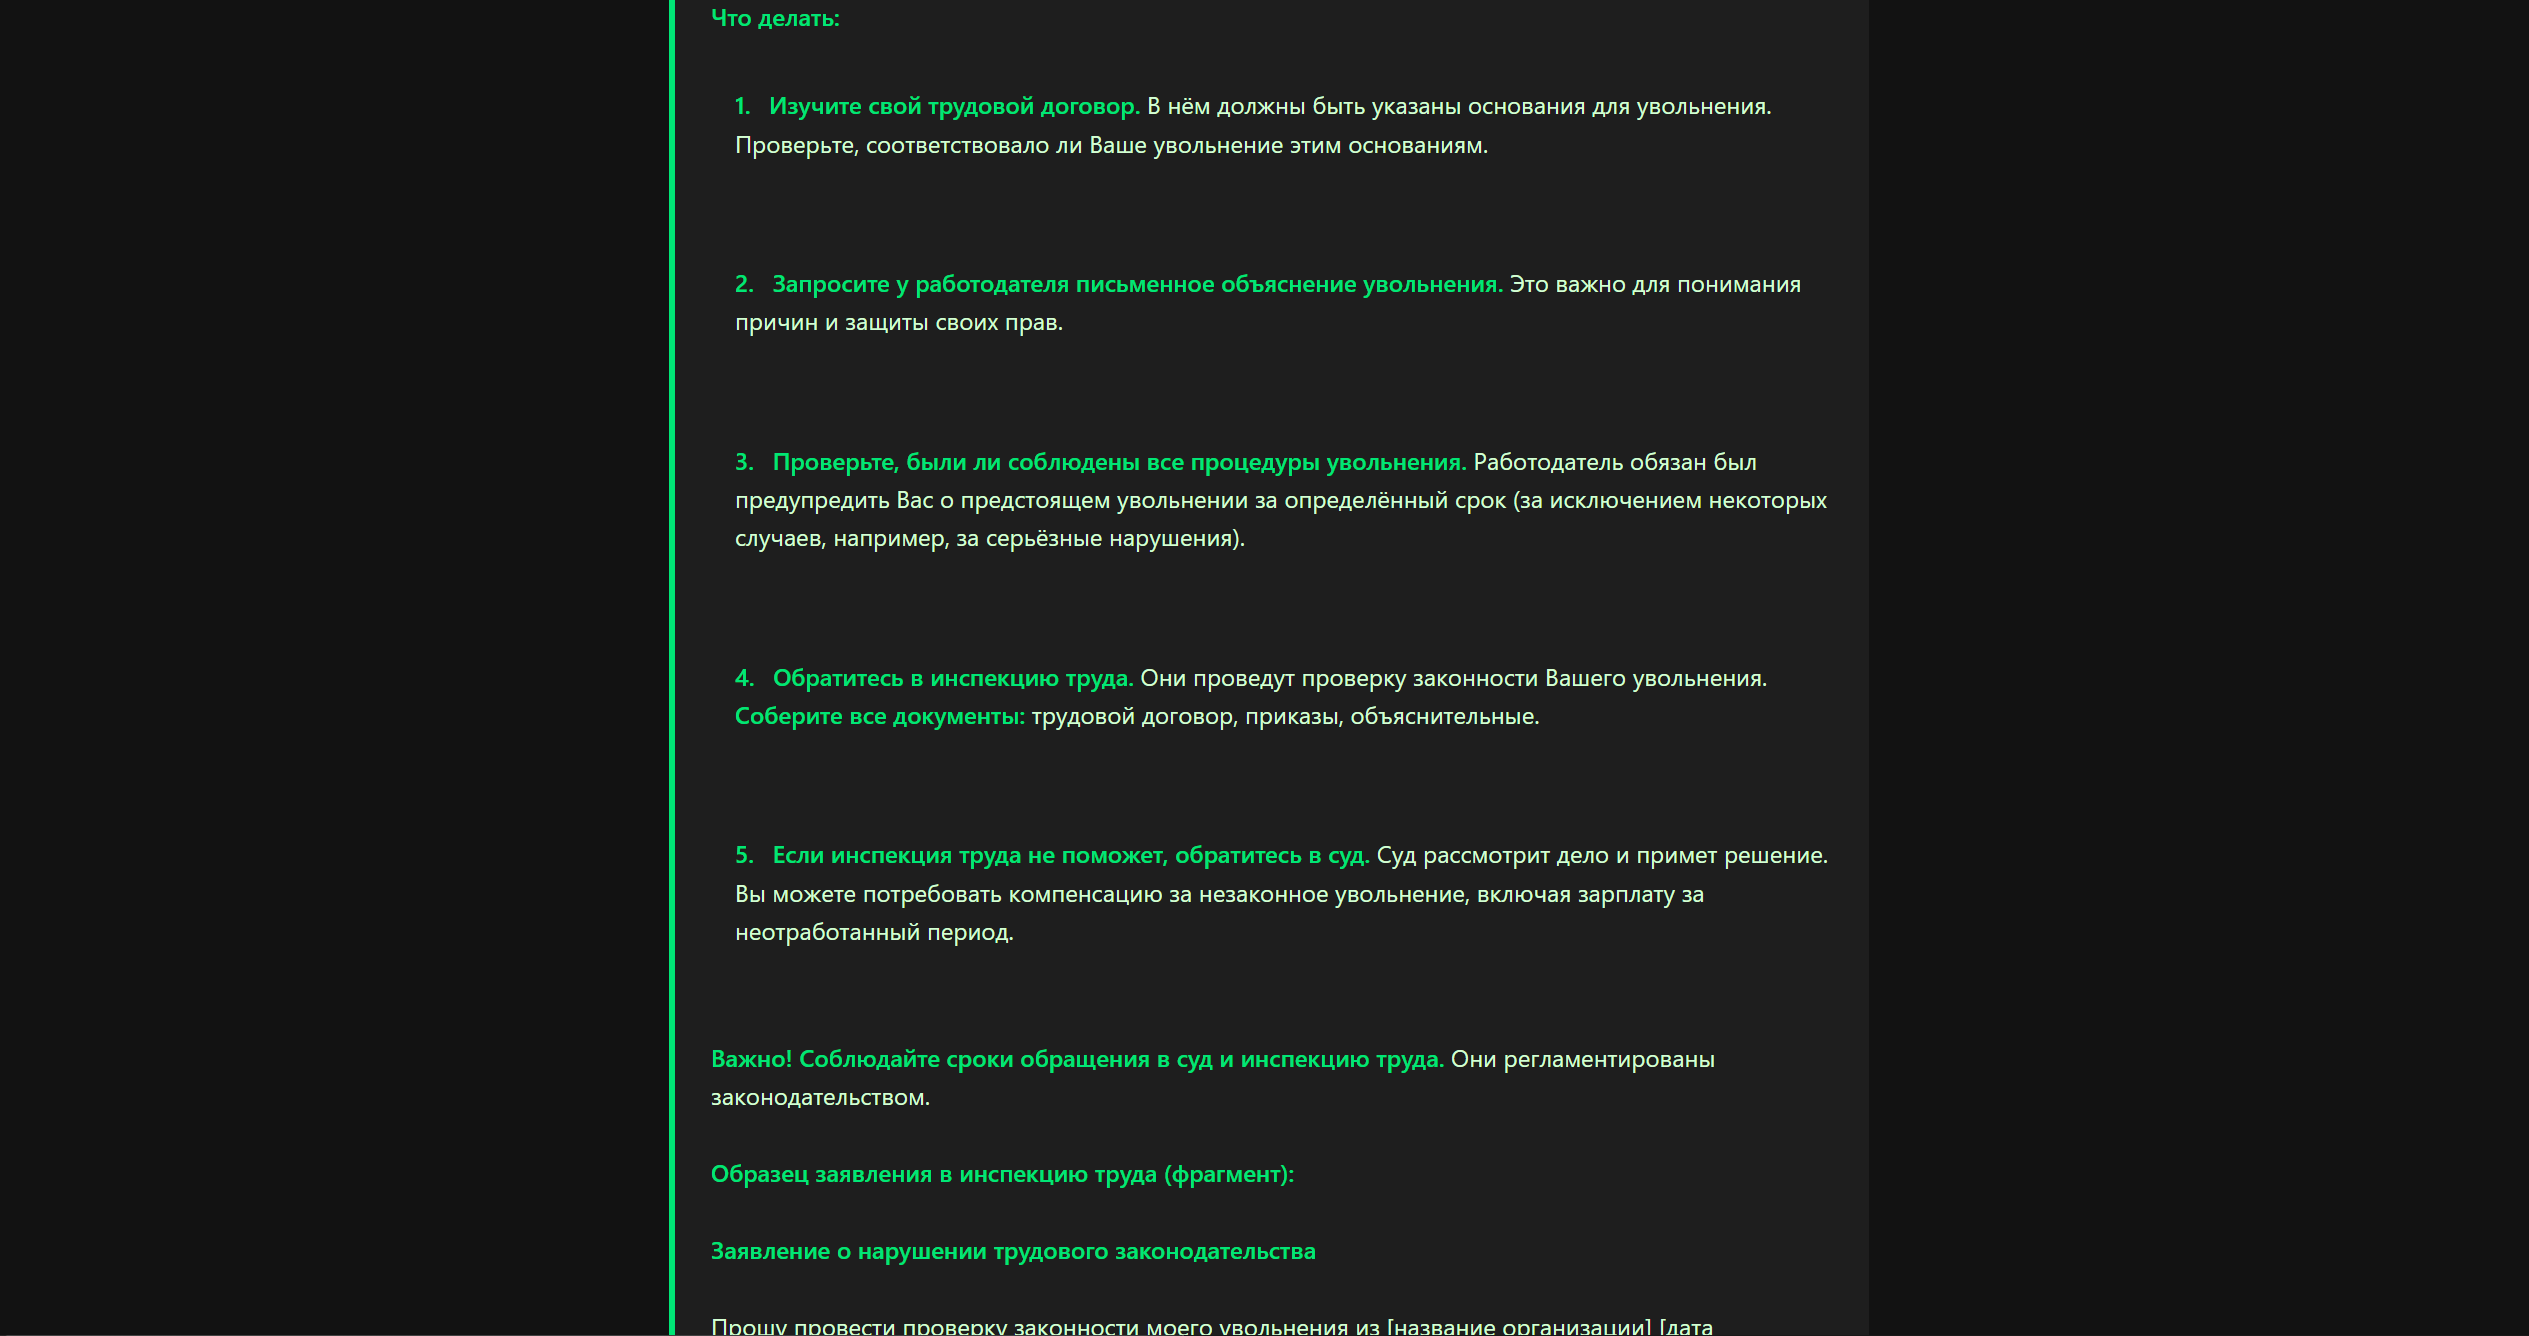 Что делать:
1. Изучите свой трудовой договор. В нём должны быть указаны основания для увольнения.
Проверьте, соответствовало ли Ваше увольнение этим основаниям.
2. Запросите у работодателя письменное объяснение увольнения. Это важно для понимания
причин и защиты своих прав.
3. Проверьте, были ли соблюдены все процедуры увольнения. Работодатель обязан был
предупредить Вас о предстоящем увольнении за определённый срок (за исключением некоторых
случаев, например, за серьёзные нарушения).
4. Обратитесь в инспекцию труда. Они проведут проверку законности Вашего увольнения.
Соберите все документы: трудовой договор, приказы, объяснительные.
5. Если инспекция труда не поможет, обратитесь в суд. Суд рассмотрит дело и примет решение.
Вы можете потребовать компенсацию за незаконное увольнение, включая зарплату за
неотработанный период.
Важно! Соблюдайте сроки обращения в суд и инспекцию труда. Они регламентированы
законодательством.
Образец заявления в инспекцию труда (фрагмент):
Заявление о нарушении трудового законодательства
Прошу провести проверку законности моего увольнения из [название организации] [дата